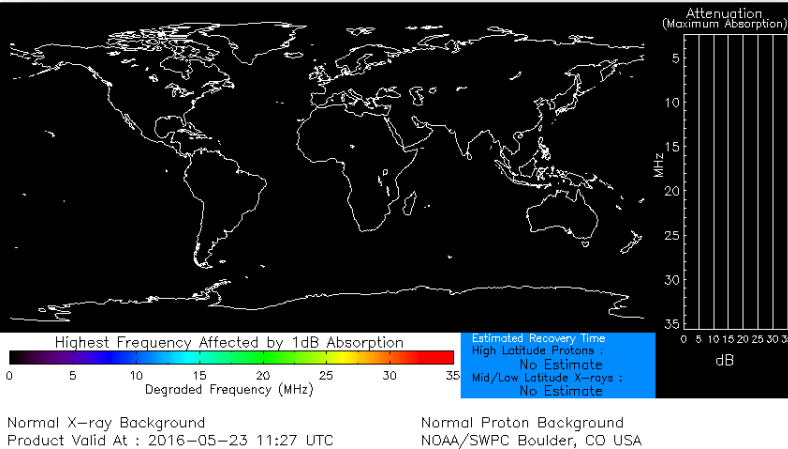 Attenuation
(Maximum Absorption)
5
10
15
20
25
30
35
MHz
0 5 10 15 20 25 30
dB
Highest Frequency Affected by 1dB Absorption
0 5 10 15 20 25 30 35
Degraded Frequency (MHz)
Estimated Recovery Time
High Latitude Protons :
No Estimate
Mid/Low Latitude X-rays :
No Estimate
Normal X-ray Background
Product Valid At : 2016-05-23 11:27 UTC
Normal Proton Background
NOAA/SWPC Boulder, CO USA